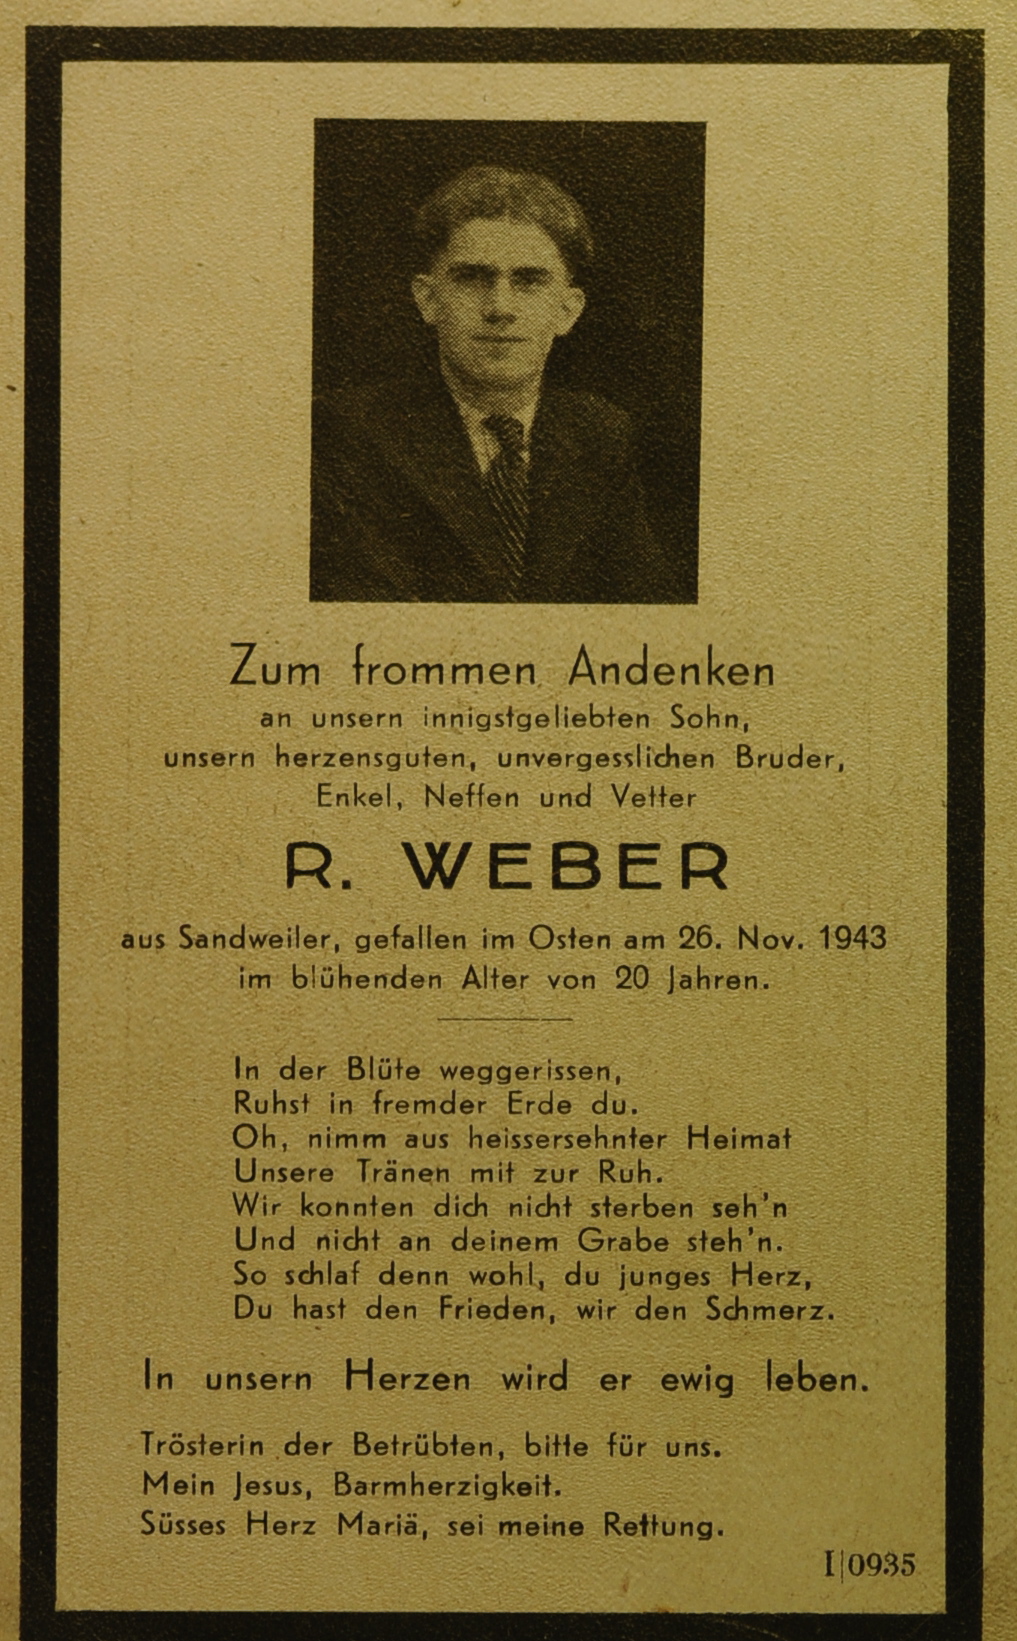 Zum frommen Andenken
an unsern innigstgeliebten Sohn,
unsern herzensguten, unvergesslichen Bruder,
Enkel, Neffen und Vetter
R. WEBER
aus Sandweiler, gefallen im Osten am 26. Nov. 1943
im blühenden Alter von 20 Jahren.
In der Blüte weggerissen,
Ruhst in fremder Erde du.
Oh, nimm aus heissersehnter Heimat
Unsere Tränen mit zur Ruh.
Wir konnten dich nicht sterben seh'n
Und nicht an deinem Grabe steh'n.
So schlaf denn wohl, du junges Herz,
Du hast den Frieden, wir den Schmerz.
In unsern Herzen wird er ewig leben.
Trösterin der Betrübten, bitte für uns.
Mein Jesus, Barmherzigkeit.
Süsses Herz Mariä, sei meine Rettung.
I|0935